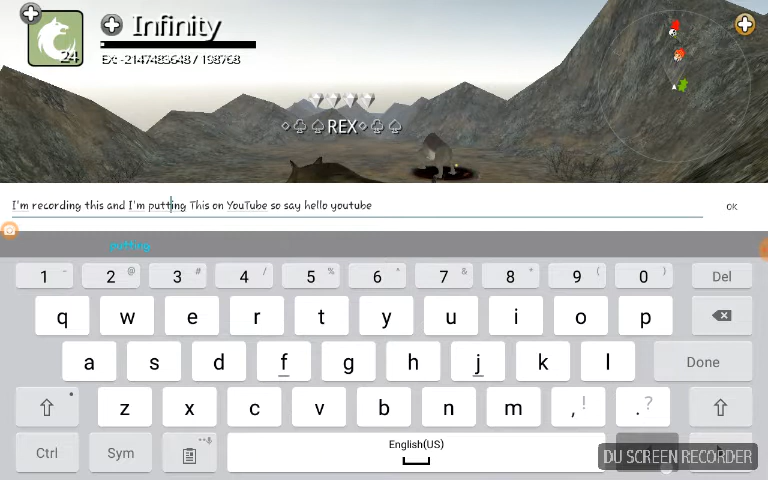 Infinity
24
Ex: -2147483648 / 198768
REX
I'm recording this and I'm putting This on YouTube so say hello youtube
OK
putting
1 - 2 @ 3 # 4 / 5 % 6 ^ 7 & 8 * 9 ( 0 ) Del
q w e r t y u i o p
a s d f g h j k l Done
z x c v b n m , ! . ?
Ctrl Sym English(US)
DU SCREEN RECORDER